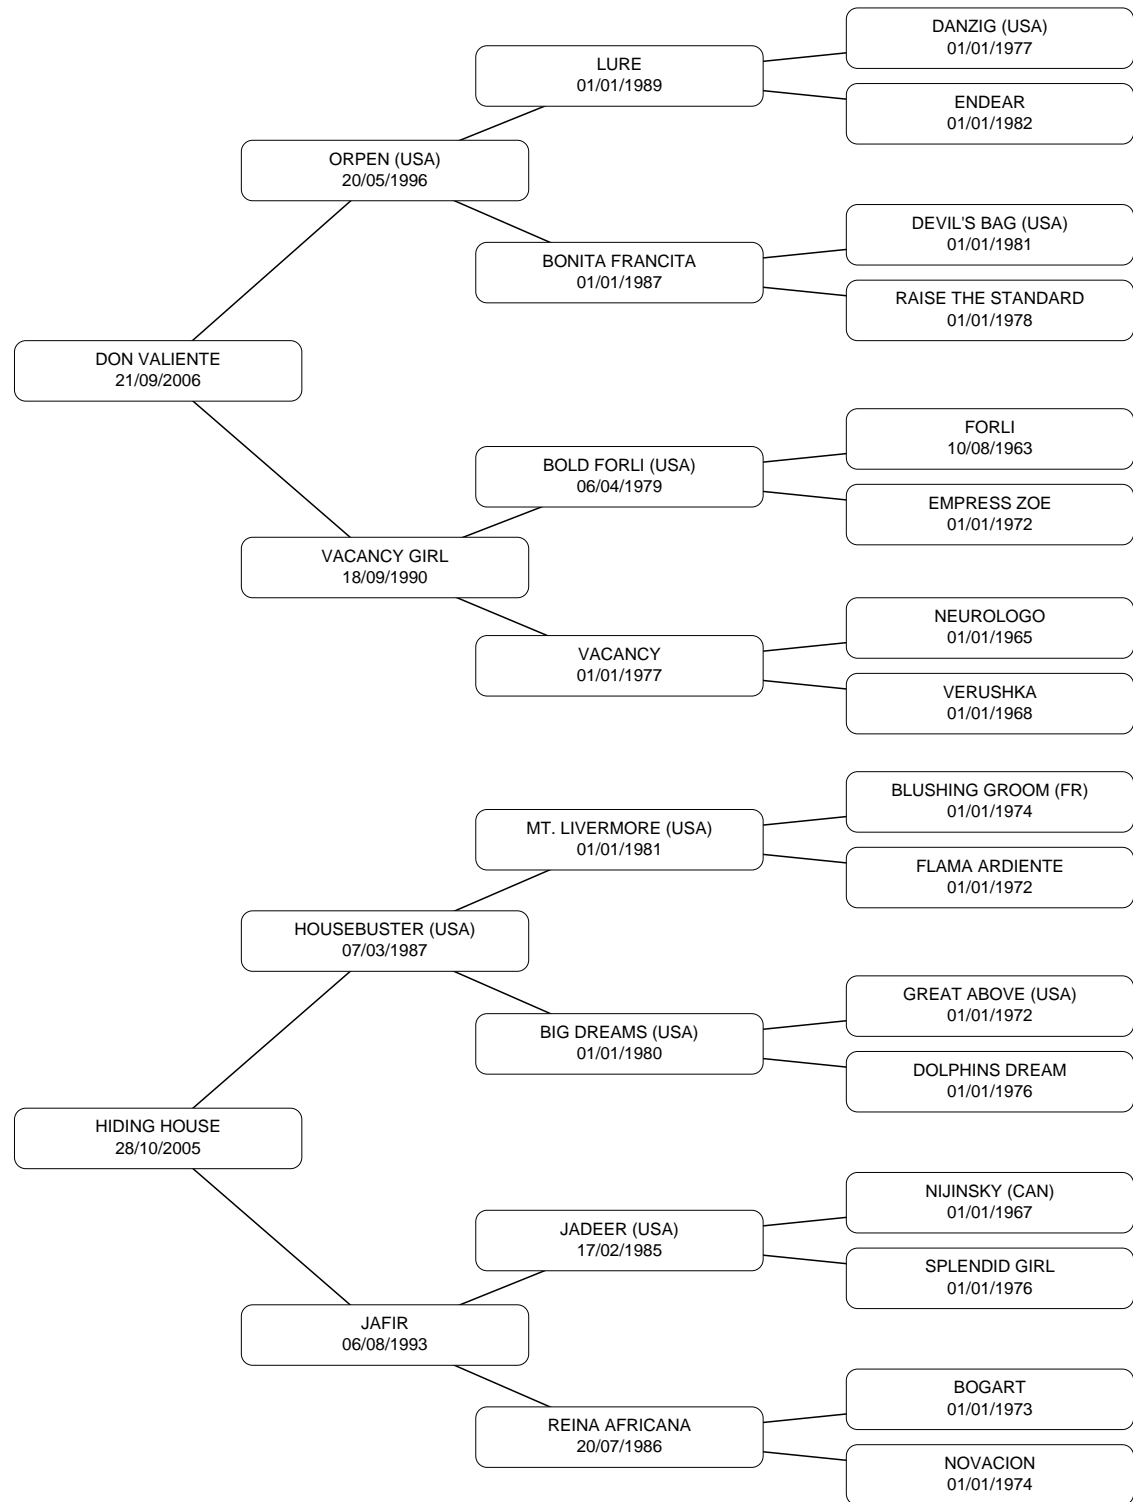 DANZIG (USA)
01/01/1977
LURE
01/01/1989
ENDEAR
01/01/1982
ORPEN (USA)
20/05/1996
DEVIL'S BAG (USA)
01/01/1981
BONITA FRANCITA
01/01/1987
RAISE THE STANDARD
01/01/1978
DON VALIENTE
21/09/2006
FORLI
10/08/1963
BOLD FORLI (USA)
06/04/1979
EMPRESS ZOE
01/01/1972
VACANCY GIRL
18/09/1990
NEUROLOGO
01/01/1965
VACANCY
01/01/1977
VERUSHKA
01/01/1968
BLUSHING GROOM (FR)
01/01/1974
MT. LIVERMORE (USA)
01/01/1981
FLAMA ARDIENTE
01/01/1972
HOUSEBUSTER (USA)
07/03/1987
GREAT ABOVE (USA)
01/01/1972
BIG DREAMS (USA)
01/01/1980
DOLPHINS DREAM
01/01/1976
HIDING HOUSE
28/10/2005
NIJINSKY (CAN)
01/01/1967
JADEER (USA)
17/02/1985
SPLENDID GIRL
01/01/1976
JAFIR
06/08/1993
BOGART
01/01/1973
REINA AFRICANA
20/07/1986
NOVACION
01/01/1974